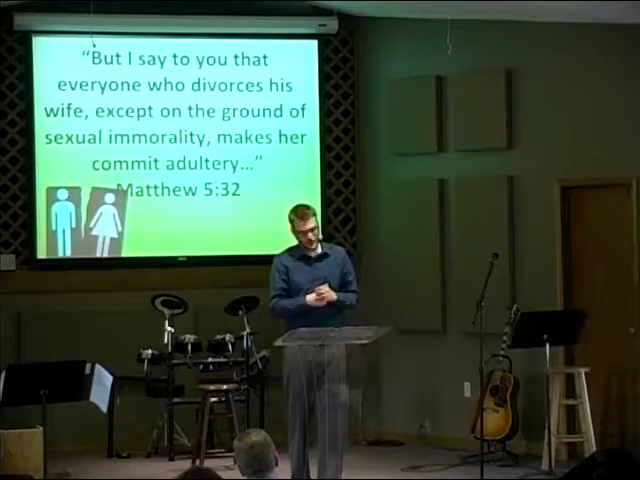 “But I say to you that
everyone who divorces his
wife, except on the ground of
sexual immorality, makes her
commit adultery...”
Matthew 5:32